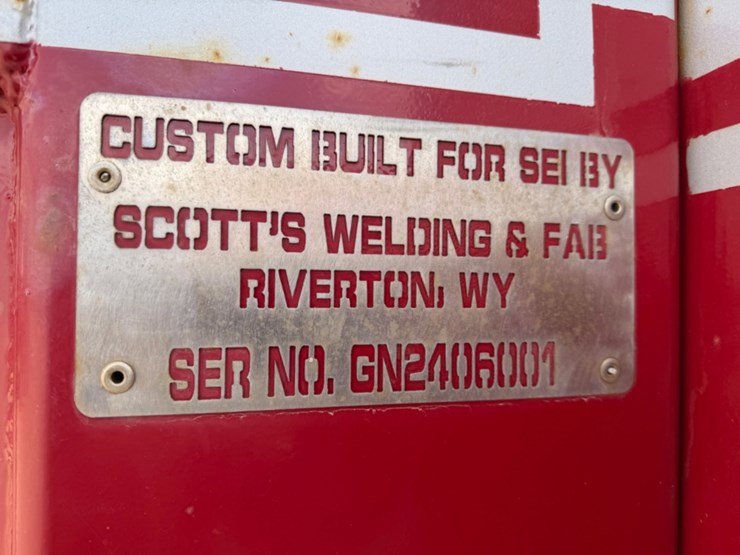 CUSTOM BUILT FOR SEI BY
SCOTT'S WELDING & FAB
RIVERTON, WY
SER NO. GN2406001